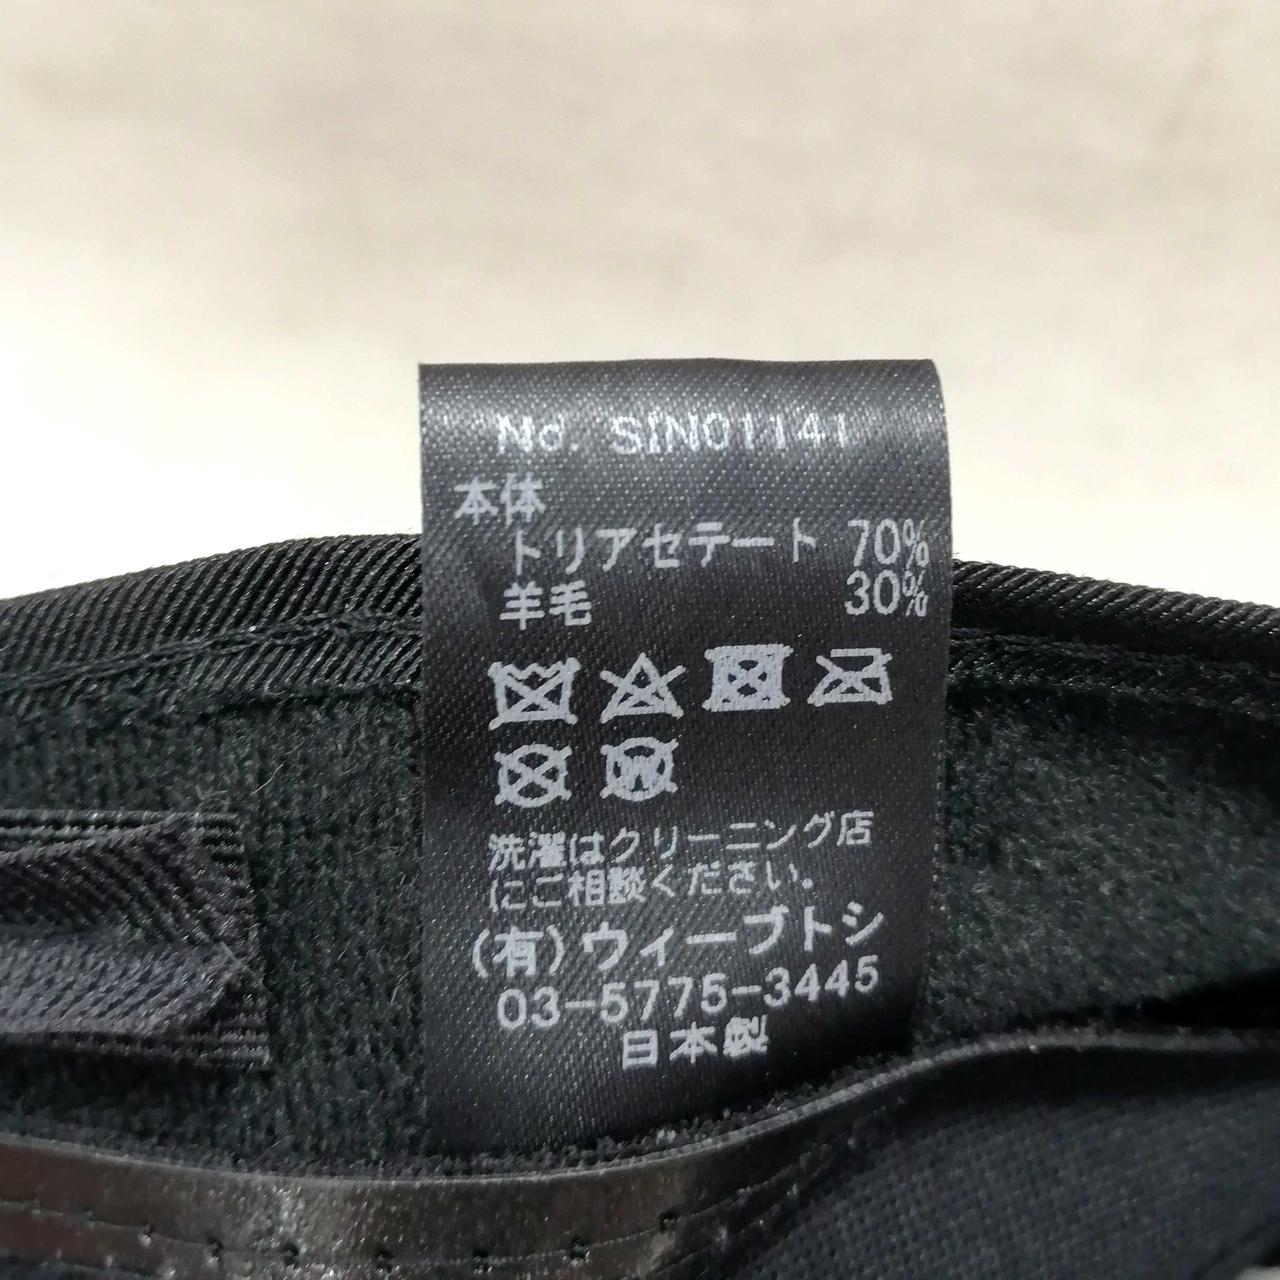 No. SIN01141
本体
トリアセテート 70%
羊毛 30%
洗濯はクリーニング店
にご相談ください。
(有)ウィーブトシ
03-5775-3445
日本製